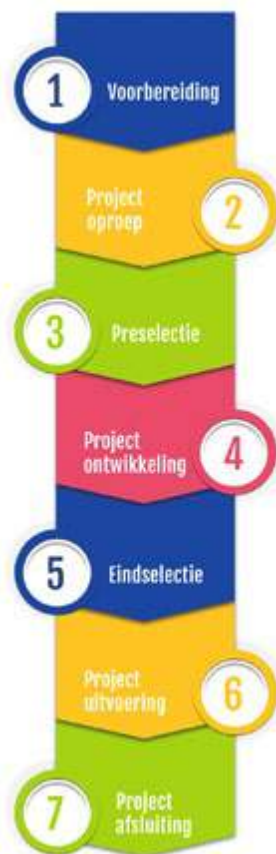 1
Voorbereiding
Project
oproep
2
3
Preselectie
Project
ontwikkeling
4
5
Eindselectie
Project
uitvoering
6
7
Project
afsluiting